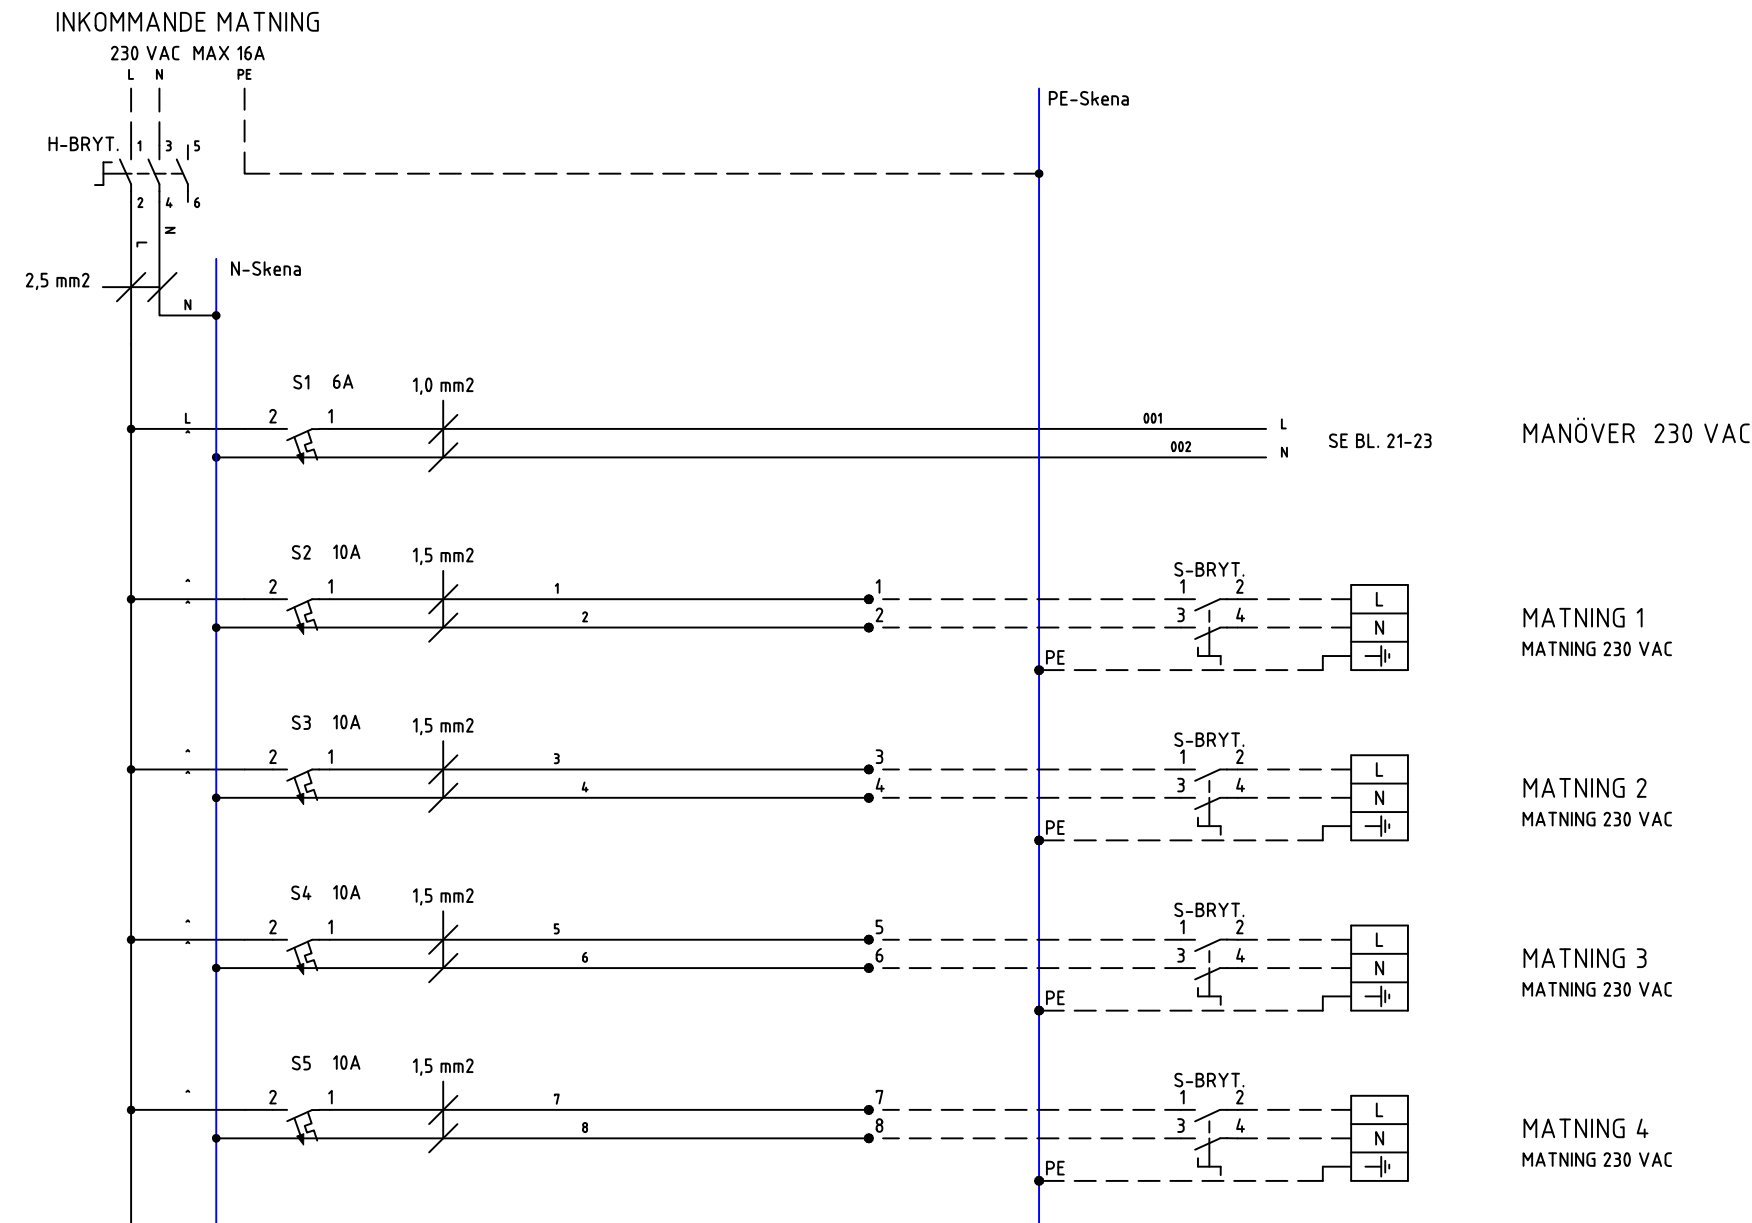 INKOMMANDE MATNING
230 VAC MAX 16A
L N PE
PE-Skena
H-BRYT. 1 3 5
2 4 6
L N
N-Skena
2,5 mm2
N
S1 6A 1,0 mm2
L 2 1 001 L
002 N
SE BL. 21-23
MANÖVER 230 VAC
S2 10A 1,5 mm2
S-BRYT.
2 1 1 1 1 2 L
2 2 3 4 N
PE
MATNING 1
MATNING 230 VAC
S3 10A 1,5 mm2
S-BRYT.
2 1 3 3 1 2 L
4 4 3 4 N
PE
MATNING 2
MATNING 230 VAC
S4 10A 1,5 mm2
S-BRYT.
2 1 5 5 1 2 L
6 6 3 4 N
PE
MATNING 3
MATNING 230 VAC
S5 10A 1,5 mm2
S-BRYT.
2 1 7 7 1 2 L
8 8 3 4 N
PE
MATNING 4
MATNING 230 VAC